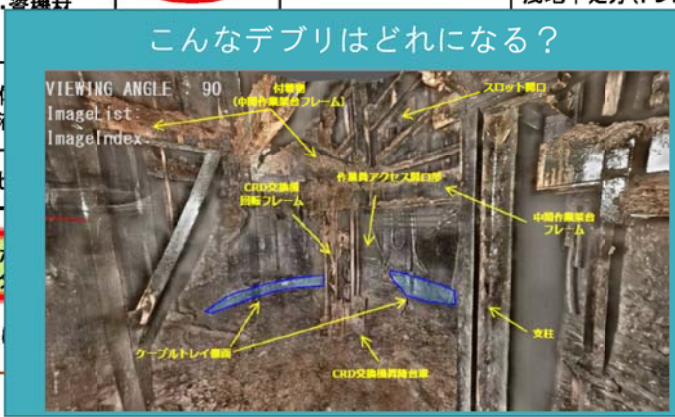 こんなデブリはどれになる？
VIEWING ANGLE : 90
ImageList:
ImageIndex:
付着物
(中間作業架台フレーム)
スロット開口
CRD交換機
回転フレーム
作業員アクセス開口部
中間作業架台
フレーム
ケーブルトレイ側面
支柱
CRD交換機昇降台車